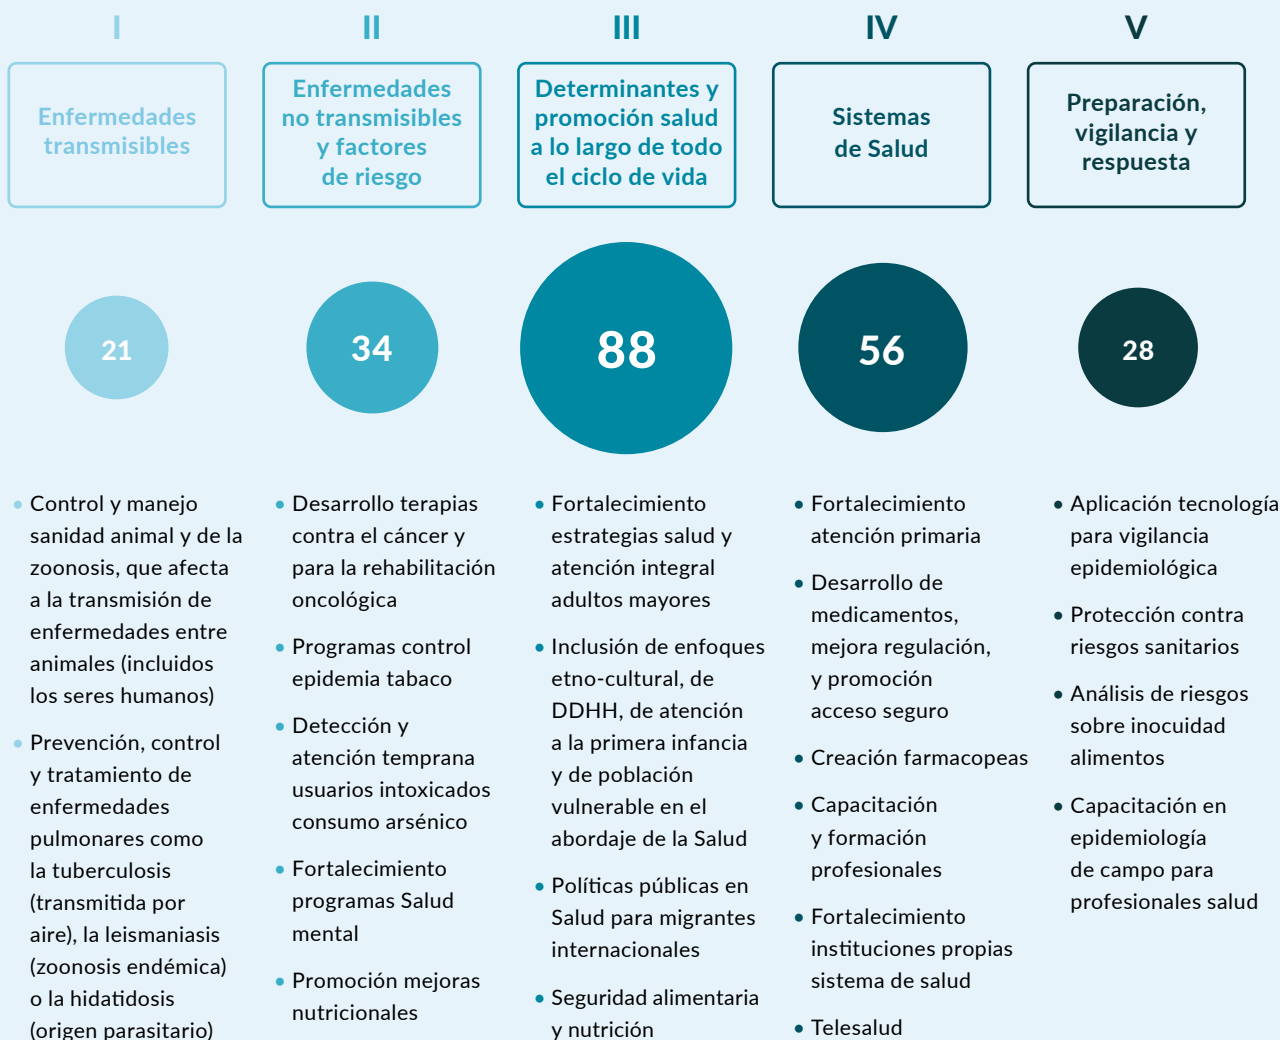 I
Enfermedades
transmisibles
21
• Control y manejo
sanidad animal y de la
zoonosis, que afecta
a la transmisión de
enfermedades entre
animales (incluidos
los seres humanos)
• Prevención, control
y tratamiento de
enfermedades
pulmonares como
la tuberculosis
(transmitida por
aire), la leismaniasis
(zoonosis endémica)
o la hidatidosis
(origen parasitario)
II
Enfermedades
no transmisibles
y factores
de riesgo
34
• Desarrollo terapias
contra el cáncer y
para la rehabilitación
oncológica
• Programas control
epidemia tabaco
• Detección y
atención temprana
usuarios intoxicados
consumo arsénico
• Fortalecimiento
programas Salud
mental
• Promoción mejoras
nutricionales
III
Determinantes y
promoción salud
a lo largo de todo
el ciclo de vida
88
• Fortalecimiento
estrategias salud y
atención integral
adultos mayores
• Inclusión de enfoques
etno-cultural, de
DDHH, de atención
a la primera infancia
y de población
vulnerable en el
abordaje de la Salud
• Políticas públicas en
Salud para migrantes
internacionales
• Seguridad alimentaria
y nutrición
IV
Sistemas
de Salud
56
• Fortalecimiento
atención primaria
• Desarrollo de
medicamentos,
mejora regulación,
y promoción
acceso seguro
• Creación farmacopeas
• Capacitación
y formación
profesionales
• Fortalecimiento
instituciones propias
sistema de salud
• Telesalud
V
Preparación,
vigilancia y
respuesta
28
• Aplicación tecnología
para vigilancia
epidemiológica
• Protección contra
riesgos sanitarios
• Análisis de riesgos
sobre inocuidad
alimentos
• Capacitación en
epidemiología
de campo para
profesionales salud